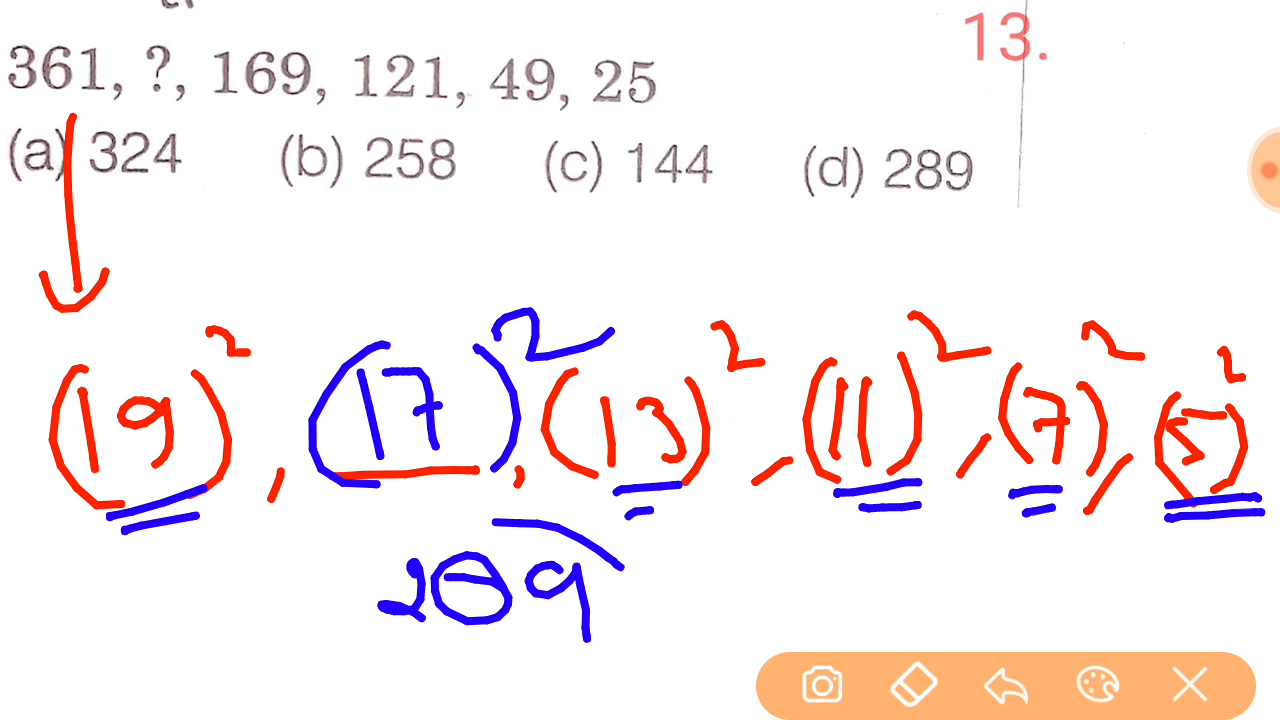 13.
361, ?, 169, 121, 49, 25
(a) 324 (b) 258 (c) 144 (d) 289
(19)², (17)², (13)², (11)², (7)², (5)²
289